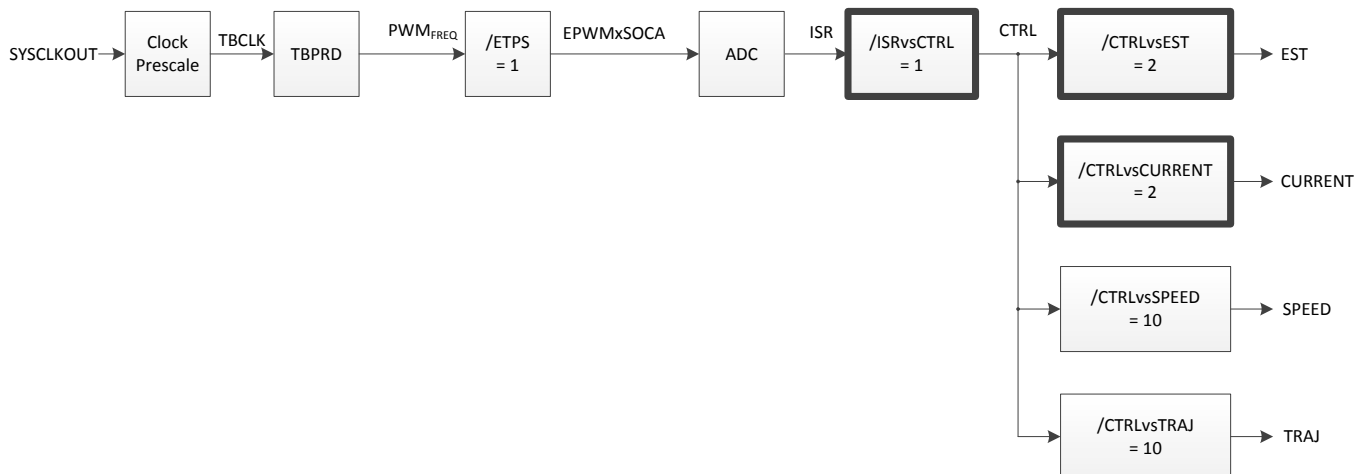 SYSCLKOUT
Clock
Prescale
TBCLK
TBPRD
PWMFREQ
/ETPS
= 1
EPWMxSOCA
ADC
ISR
/ISRvsCTRL
= 1
CTRL
/CTRLvsEST
= 2
EST
/CTRLvsCURRENT
= 2
CURRENT
/CTRLvsSPEED
= 10
SPEED
/CTRLvsTRAJ
= 10
TRAJ